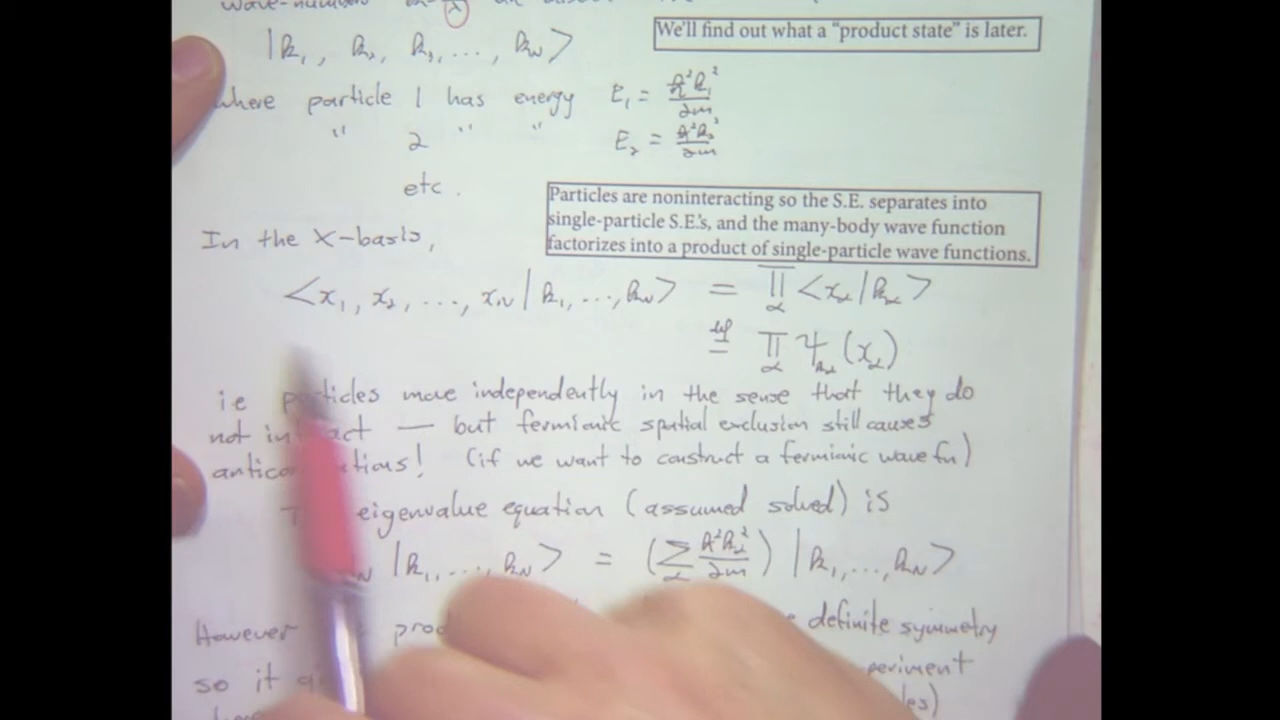 wave-number
|k₁, k₂, k₃, ..., k_N>
We'll find out what a “product state” is later.
where particle 1 has energy E₁ = ħ²k₁²/2m
" 2 " " E₂ = ħ²k₂²/2m
etc.
Particles are noninteracting so the S.E. separates into
single-particle S.E.'s, and the many-body wave function
factorizes into a product of single-particle wave functions.
In the X-basis,
<x₁, x₂, ..., x_N | k₁, ..., k_N> = ∏_α <x_α | k_α>
def= ∏_α ψ_{k_α}(x_α)
ie particles move independently in the sense that they do
not interact — but fermionic spatial exclusion still causes
anticorrelations! (if we want to construct a fermionic wave fn)
eigenvalue equation (assumed solved) is
|k₁, ..., k_N> = (∑_α ħ²k_α²/2m) |k₁, ..., k_N>
However definite symmetry
so it